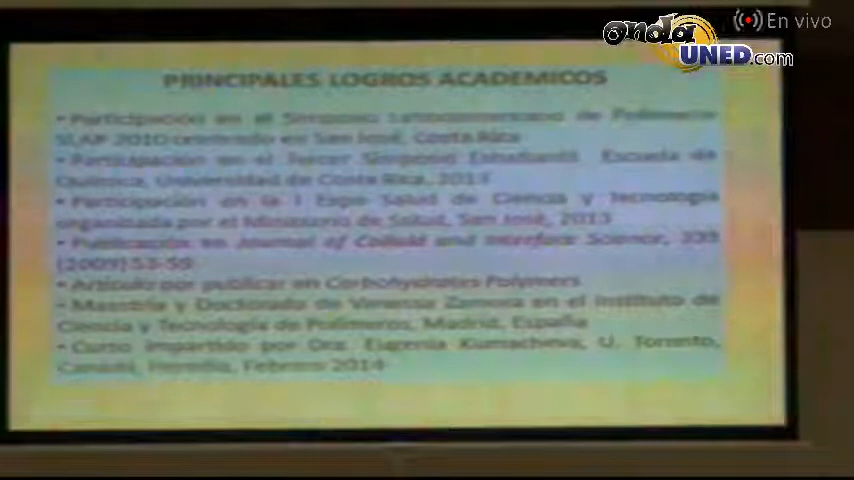 onda
UNED.com
En vivo
PRINCIPALES LOGROS ACADEMICOS
• Participación en el Simposio Latinoamericano de Polímeros
SLAP 2010 celebrado en San José, Costa Rica
• Participación en el Tercer Simposio Estudiantil Escuela de
Química, Universidad de Costa Rica,
• Participación en la I Expo Salud de Ciencia y Tecnología
organizada por el Ministerio de Salud, San José, 2013
• Publicación en Journal of Colloid and Interface Science,
(2009) 53-59
• Artículo por publicar en Carbohydrates Polymers
• Maestría y Doctorado de Zamora en el Instituto de
Ciencia y Tecnología de Polímeros, Madrid, España
• Curso impartido por Dra. Eugenia Kumacheva, U. Toronto,
Canadá, Heredia, Febrero 2014